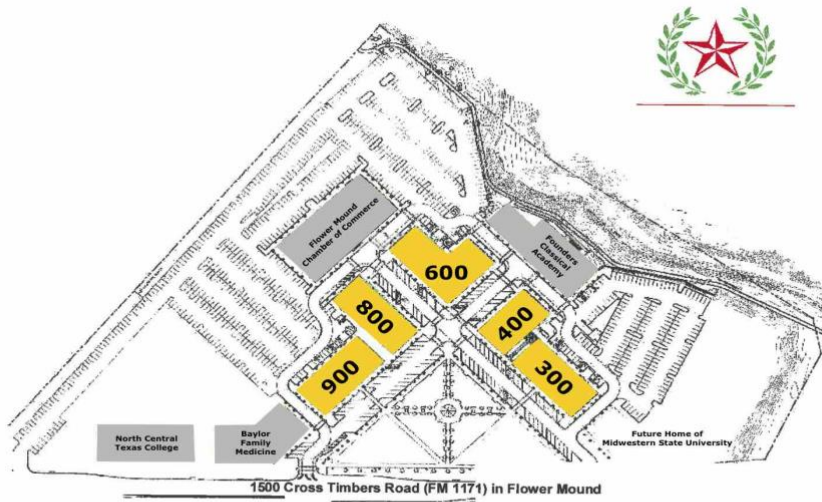 Flower Mound
Chamber of Commerce
Founders
Classical
Academy
600
800
400
900
300
North Central
Texas College
Baylor
Family
Medicine
Future Home of
Midwestern State University
1500 Cross Timbers Road (FM 1171) in Flower Mound